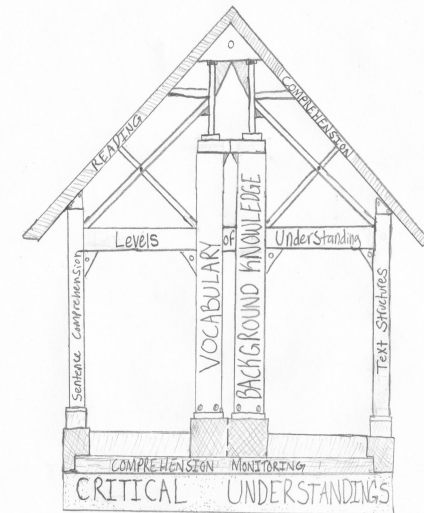 READING
COMPREHENSION
Levels of Understanding
Sentence Comprehension
VOCABULARY
BACKGROUND KNOWLEDGE
Text Structures
COMPREHENSION MONITORING
CRITICAL UNDERSTANDINGS